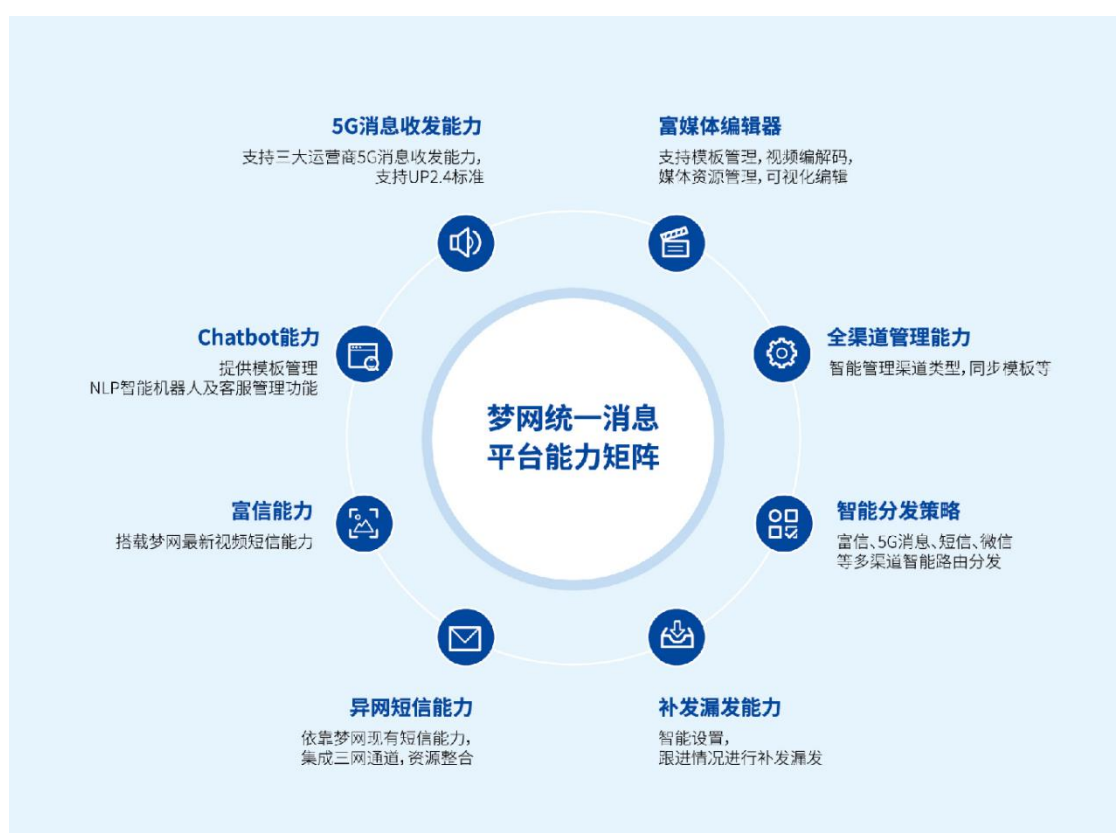 5G消息收发能力
支持三大运营商5G消息收发能力,
支持UP2.4标准
富媒体编辑器
支持模板管理, 视频编解码,
媒体资源管理, 可视化编辑
Chatbot能力
提供模板管理
NLP智能机器人及客服管理功能
全渠道管理能力
智能管理渠道类型, 同步模板等
梦网统一消息
平台能力矩阵
富信能力
搭载梦网最新视频短信能力
智能分发策略
富信、5G消息、短信、微信
等多渠道智能路由分发
异网短信能力
依靠梦网现有短信能力,
集成三网通道, 资源整合
补发漏发能力
智能设置,
跟进情况进行补发漏发